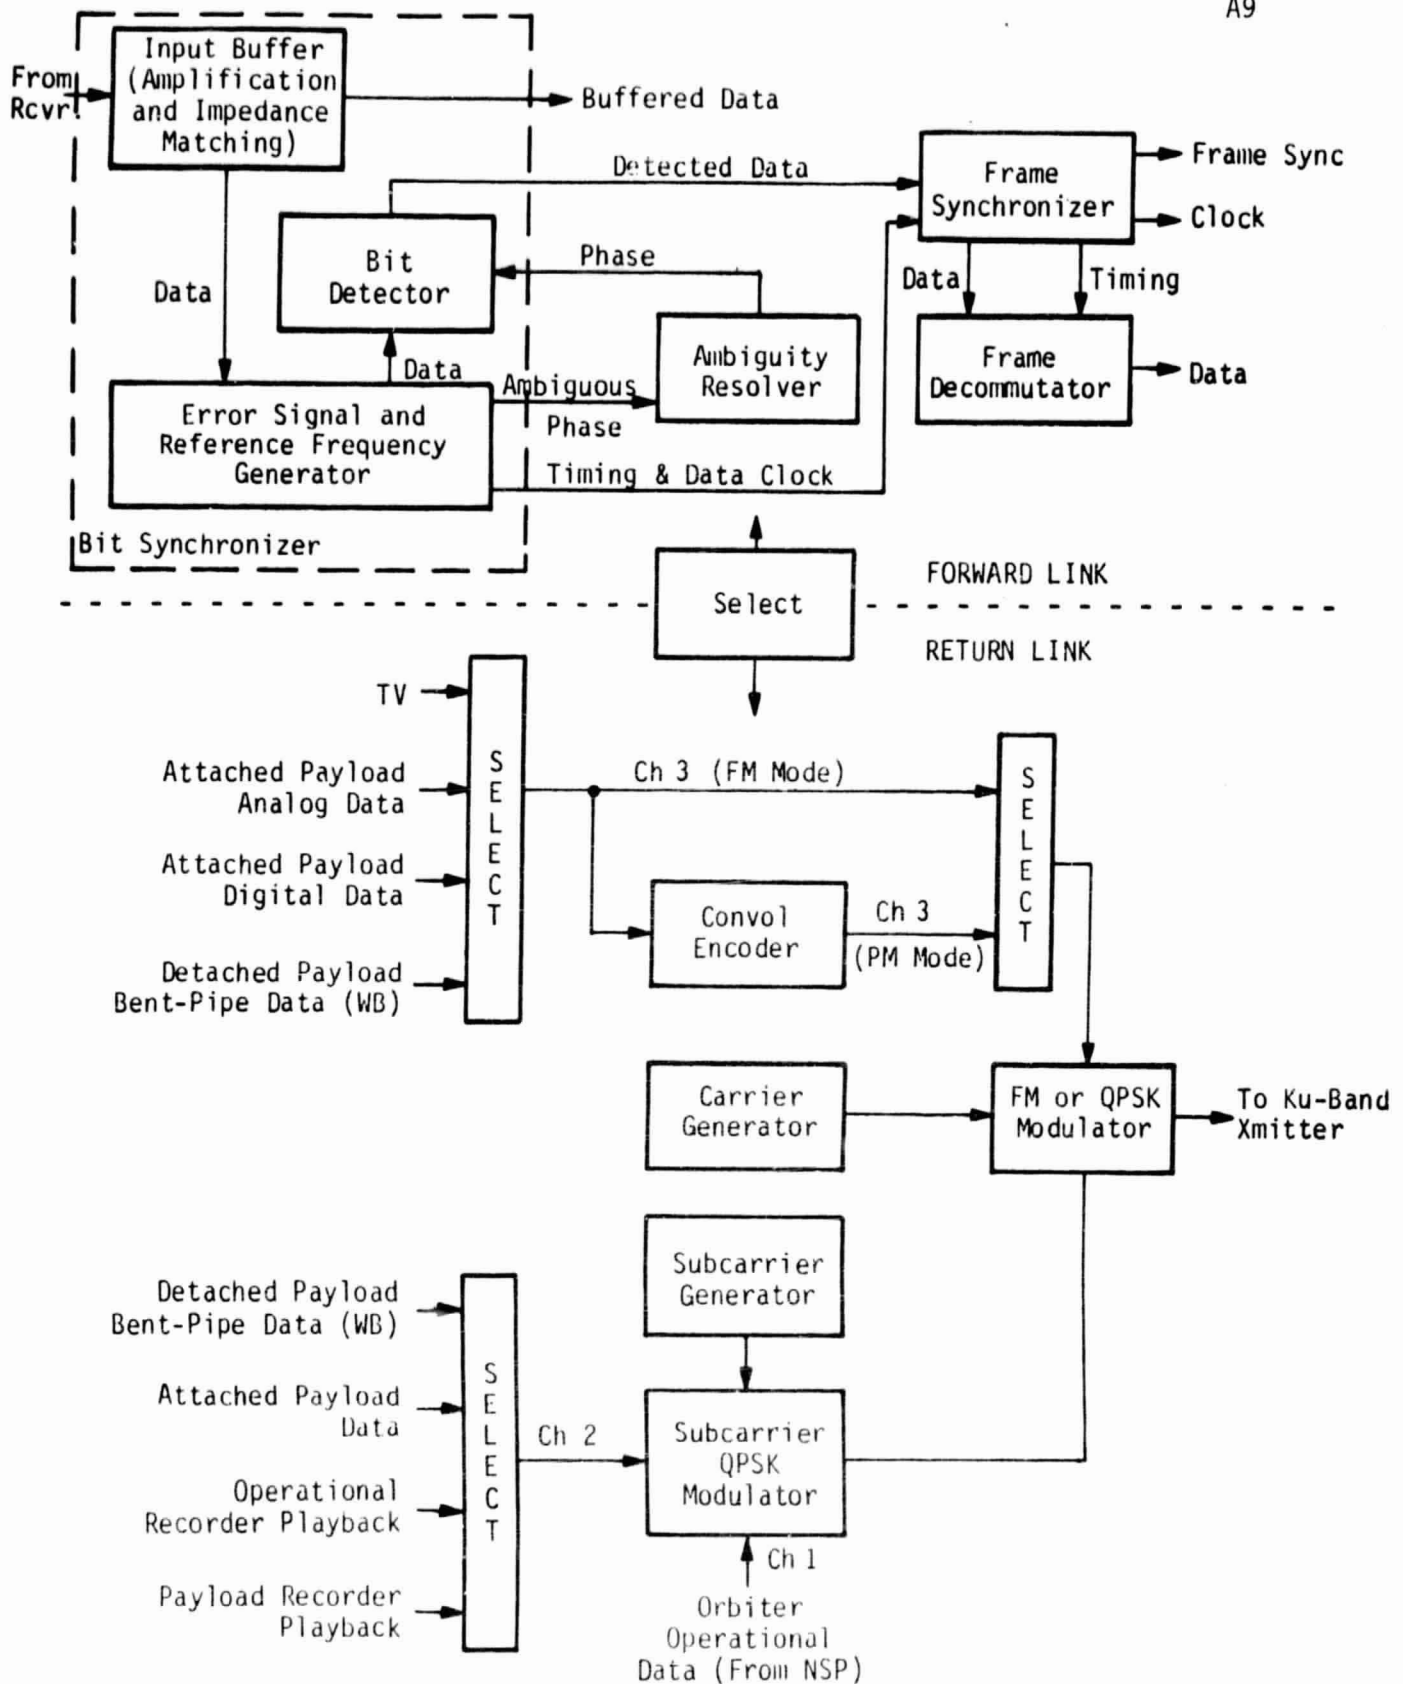 A9
Input Buffer
(Amplification
and Impedance
Matching)
From
Rcvr
Buffered Data
Detected Data
Frame
Synchronizer
Frame Sync
Clock
Bit
Detector
Phase
Data
Data
Timing
Ambiguity
Resolver
Frame
Decommutator
Data
Data
Ambiguous
Phase
Error Signal and
Reference Frequency
Generator
Timing & Data Clock
Bit Synchronizer
Select
FORWARD LINK
RETURN LINK
TV
Attached Payload
Analog Data
Attached Payload
Digital Data
Detached Payload
Bent-Pipe Data (WB)
SELECT
Ch 3 (FM Mode)
Convol
Encoder
Ch 3
(PM Mode)
SELECT
Carrier
Generator
FM or QPSK
Modulator
To Ku-Band
Xmitter
Subcarrier
Generator
Detached Payload
Bent-Pipe Data (WB)
Attached Payload
Data
Operational
Recorder Playback
Payload Recorder
Playback
SELECT
Ch 2
Subcarrier
QPSK
Modulator
Ch 1
Orbiter
Operational
Data (From NSP)